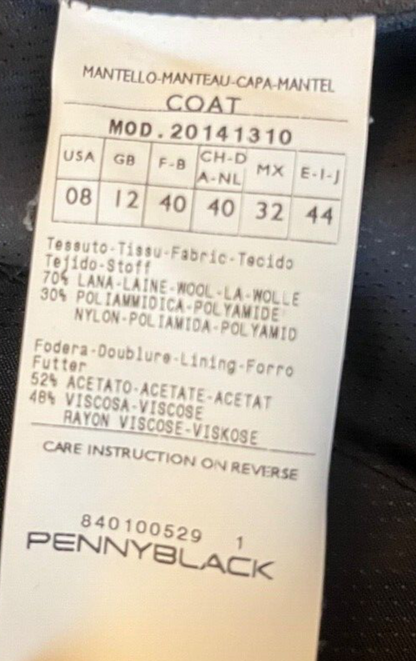 MANTELLO-MANTEAU-CAPA-MANTEL
COAT
MOD.20141310
USA GB F-B CH-D A-NL MX E-I-J
08 12 40 40 32 44
Tessuto-Tissu-Fabric-Tecido
Tejido-Stoff
70% LANA-LAINE-WOOL-LA-WOLLE
30% POLIAMMIDICA-POLYAMIDE
NYLON-POLIAMIDA-POLYAMID
Fodera-Doublure-Lining-Forro
Futter
52% ACETATO-ACETATE-ACETAT
48% VISCOSA-VISCOSE
RAYON VISCOSE-VISKOSE
CARE INSTRUCTION ON REVERSE
840100529 1
PENNYBLACK